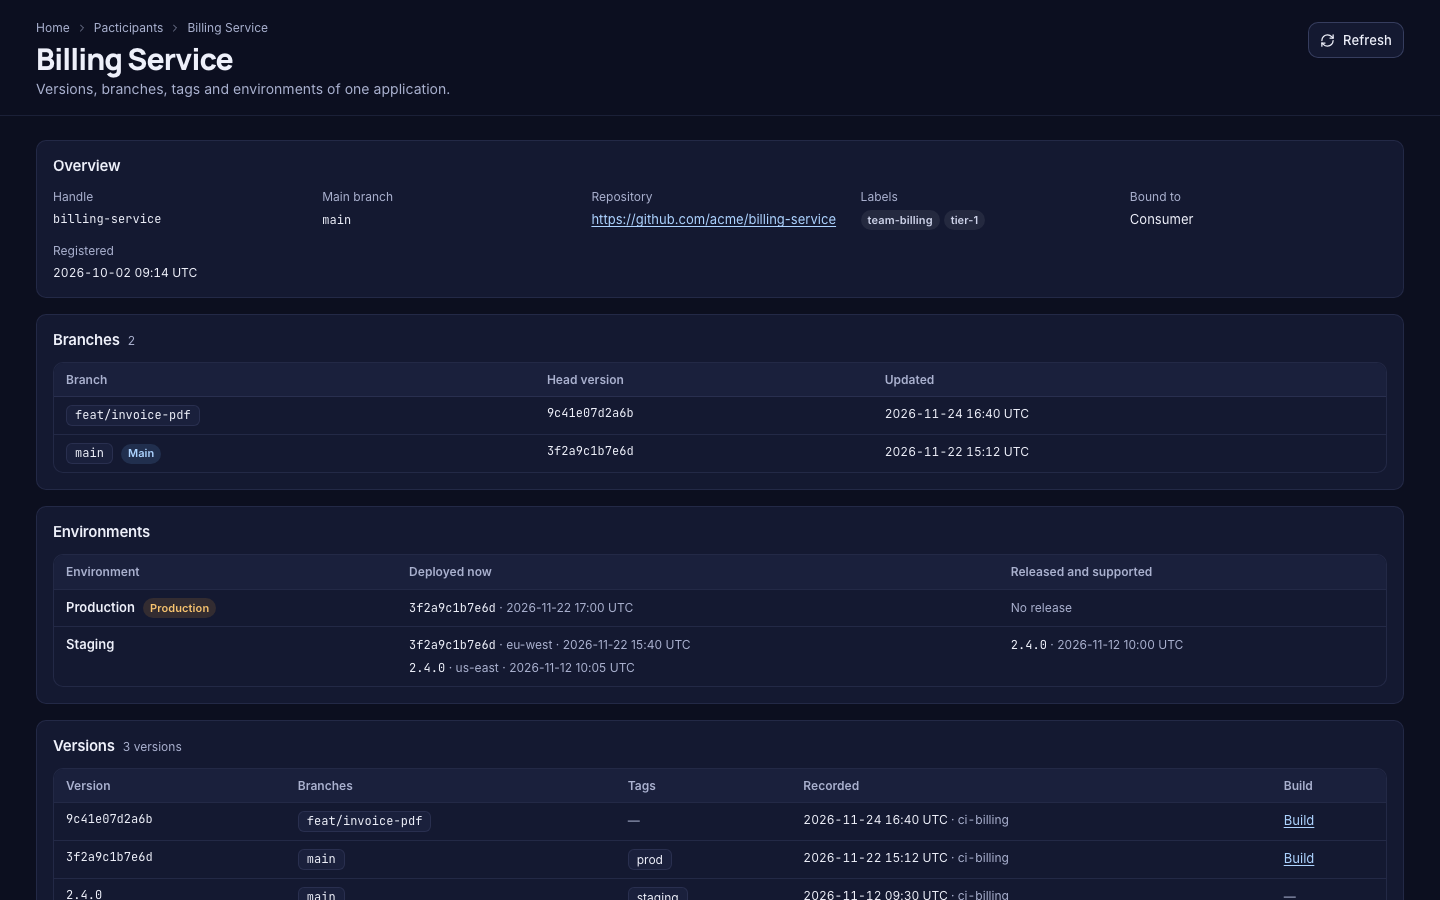 Home > Pacticipants > Billing Service
Refresh
Billing Service
Versions, branches, tags and environments of one application.
Overview
Handle Main branch Repository Labels Bound to
billing-service main https://github.com/acme/billing-service team-billing tier-1 Consumer
Registered
2026-10-02 09:14 UTC
Branches 2
Branch Head version Updated
feat/invoice-pdf 9c41e07d2a6b 2026-11-24 16:40 UTC
main Main 3f2a9c1b7e6d 2026-11-22 15:12 UTC
Environments
Environment Deployed now Released and supported
Production Production 3f2a9c1b7e6d · 2026-11-22 17:00 UTC No release
Staging 3f2a9c1b7e6d · eu-west · 2026-11-22 15:40 UTC 2.4.0 · 2026-11-12 10:00 UTC
2.4.0 · us-east · 2026-11-12 10:05 UTC
Versions 3 versions
Version Branches Tags Recorded Build
9c41e07d2a6b feat/invoice-pdf — 2026-11-24 16:40 UTC · ci-billing Build
3f2a9c1b7e6d main prod 2026-11-22 15:12 UTC · ci-billing Build
2.4.0 main staging 2026-11-12 09:30 UTC · ci-billing —